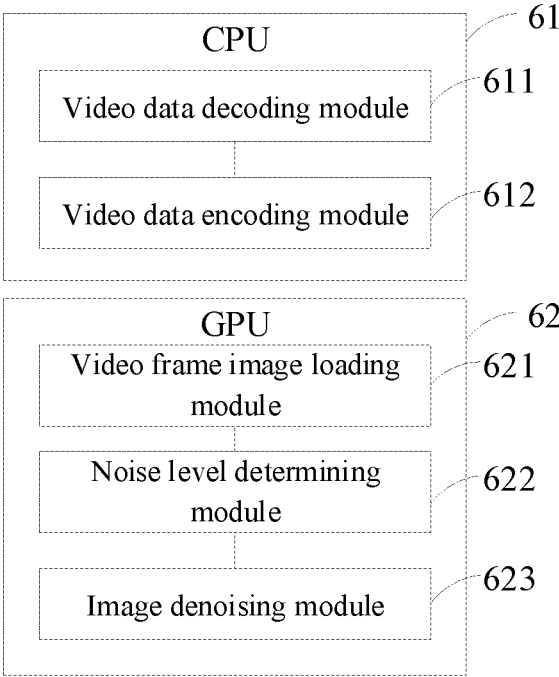 CPU
61
Video data decoding module
611
Video data encoding module
612
GPU
62
Video frame image loading
module
621
Noise level determining
module
622
Image denoising module
623